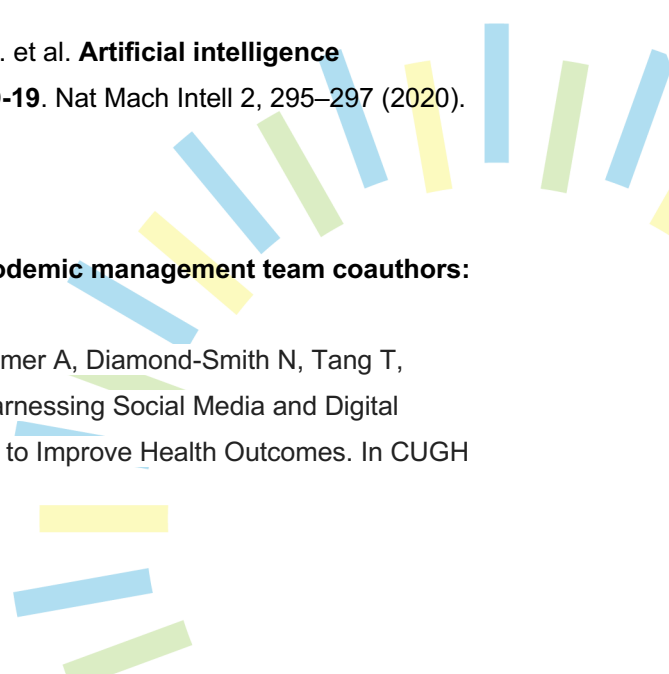 . et al. Artificial intelligence
-19. Nat Mach Intell 2, 295–297 (2020).
odemic management team coauthors:
mer A, Diamond-Smith N, Tang T,
arnessing Social Media and Digital
to Improve Health Outcomes. In CUGH